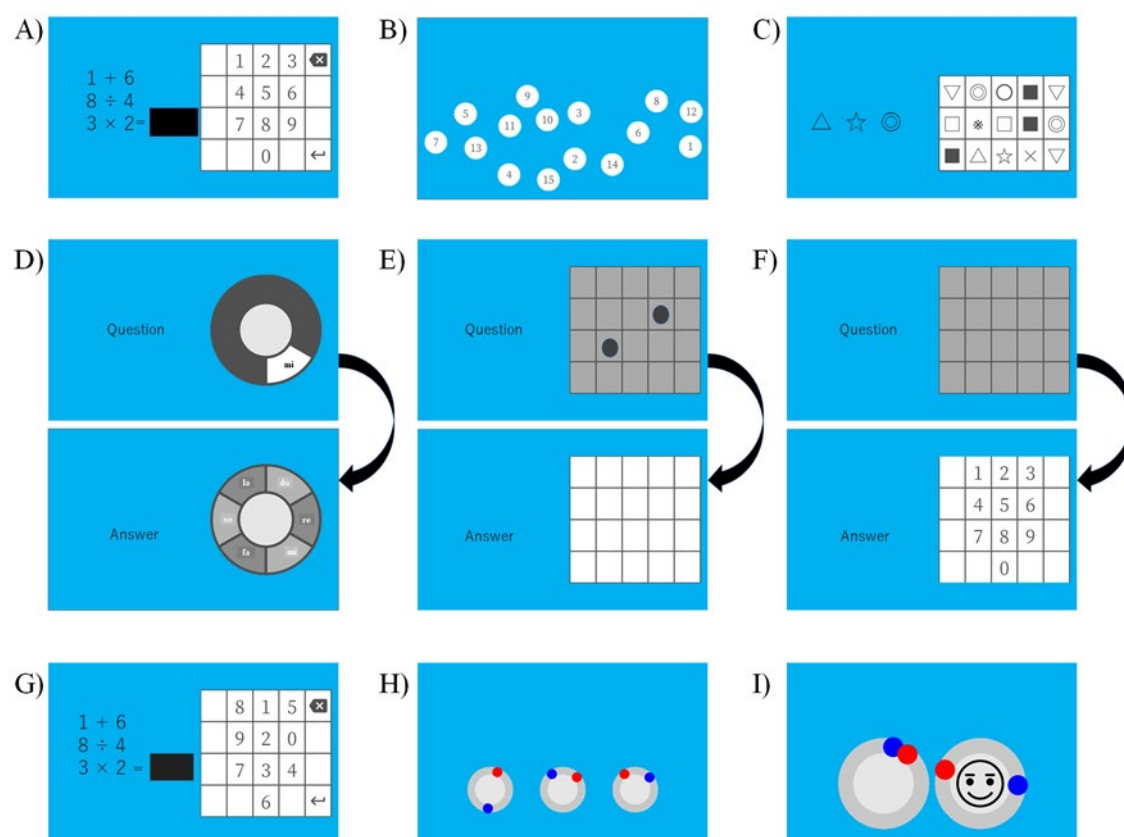 A)
1 + 6
8 ÷ 4
3 × 2=
1 2 3
4 5 6
7 8 9
0
B)
9 8 12
5 3
11 10 6
7 13 1
2 14
4 15
C)
D)
Question
mi
Answer
la do
so re
fa mi
E)
Question
Answer
F)
Question
Answer
1 2 3
4 5 6
7 8 9
0
G)
1 + 6
8 ÷ 4
3 × 2 =
8 1 5
9 2 0
7 3 4
6
H)
I)